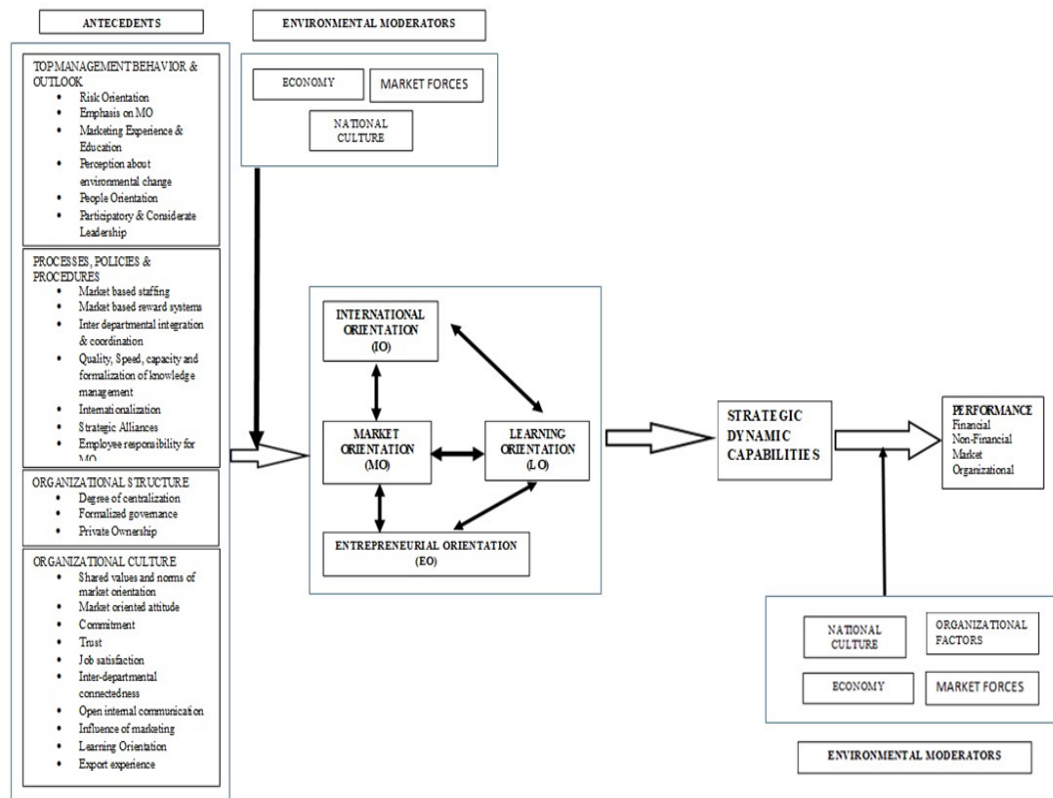 ANTECEDENTS
TOP MANAGEMENT BEHAVIOR &
OUTLOOK
• Risk Orientation
• Emphasis on MO
• Marketing Experience &
Education
• Perception about
environmental change
• People Orientation
• Participatory & Considerate
Leadership
PROCESSES, POLICIES &
PROCEDURES
• Market based staffing
• Market based reward systems
• Inter departmental integration
& coordination
• Quality, Speed, capacity and
formalization of knowledge
management
• Internationalization
• Strategic Alliances
• Employee responsibility for
MO
ORGANIZATIONAL STRUCTURE
• Degree of centralization
• Formalized governance
• Private Ownership
ORGANIZATIONAL CULTURE
• Shared values and norms of
market orientation
• Market oriented attitude
• Commitment
• Trust
• Job satisfaction
• Inter-departmental
connectedness
• Open internal communication
• Influence of marketing
• Learning Orientation
• Export experience
ENVIRONMENTAL MODERATORS
ECONOMY
MARKET FORCES
NATIONAL
CULTURE
INTERNATIONAL
ORIENTATION
(IO)
MARKET
ORIENTATION
(MO)
LEARNING
ORIENTATION
(LO)
ENTREPRENEURIAL ORIENTATION
(EO)
STRATEGIC
DYNAMIC
CAPABILITIES
PERFORMANCE
Financial
Non-Financial
Market
Organizational
NATIONAL
CULTURE
ORGANIZATIONAL
FACTORS
ECONOMY
MARKET FORCES
ENVIRONMENTAL MODERATORS